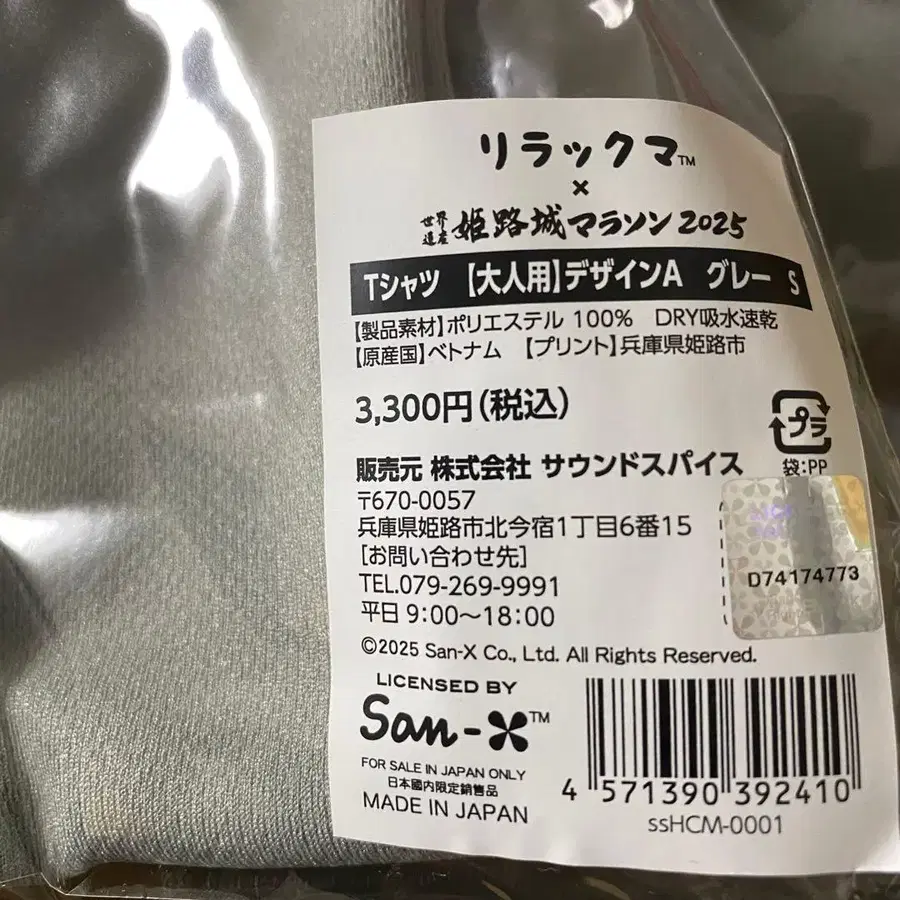 リラックマ™
×
世界遺産 姫路城マラソン2025
Tシャツ 【大人用】デザインA グレー S
【製品素材】ポリエステル 100% DRY吸水速乾
【原産国】ベトナム 【プリント】兵庫県姫路市
3,300円(税込)
プラ
袋:PP
販売元 株式会社 サウンドスパイス
〒670-0057
兵庫県姫路市北今宿1丁目6番15
[お問い合わせ先]
TEL.079-269-9991
平日 9:00〜18:00
D74174773
©2025 San-X Co., Ltd. All Rights Reserved.
LICENSED BY
San-X™
FOR SALE IN JAPAN ONLY
日本國内限定銷售品
MADE IN JAPAN
4 571390 392410
ssHCM-0001